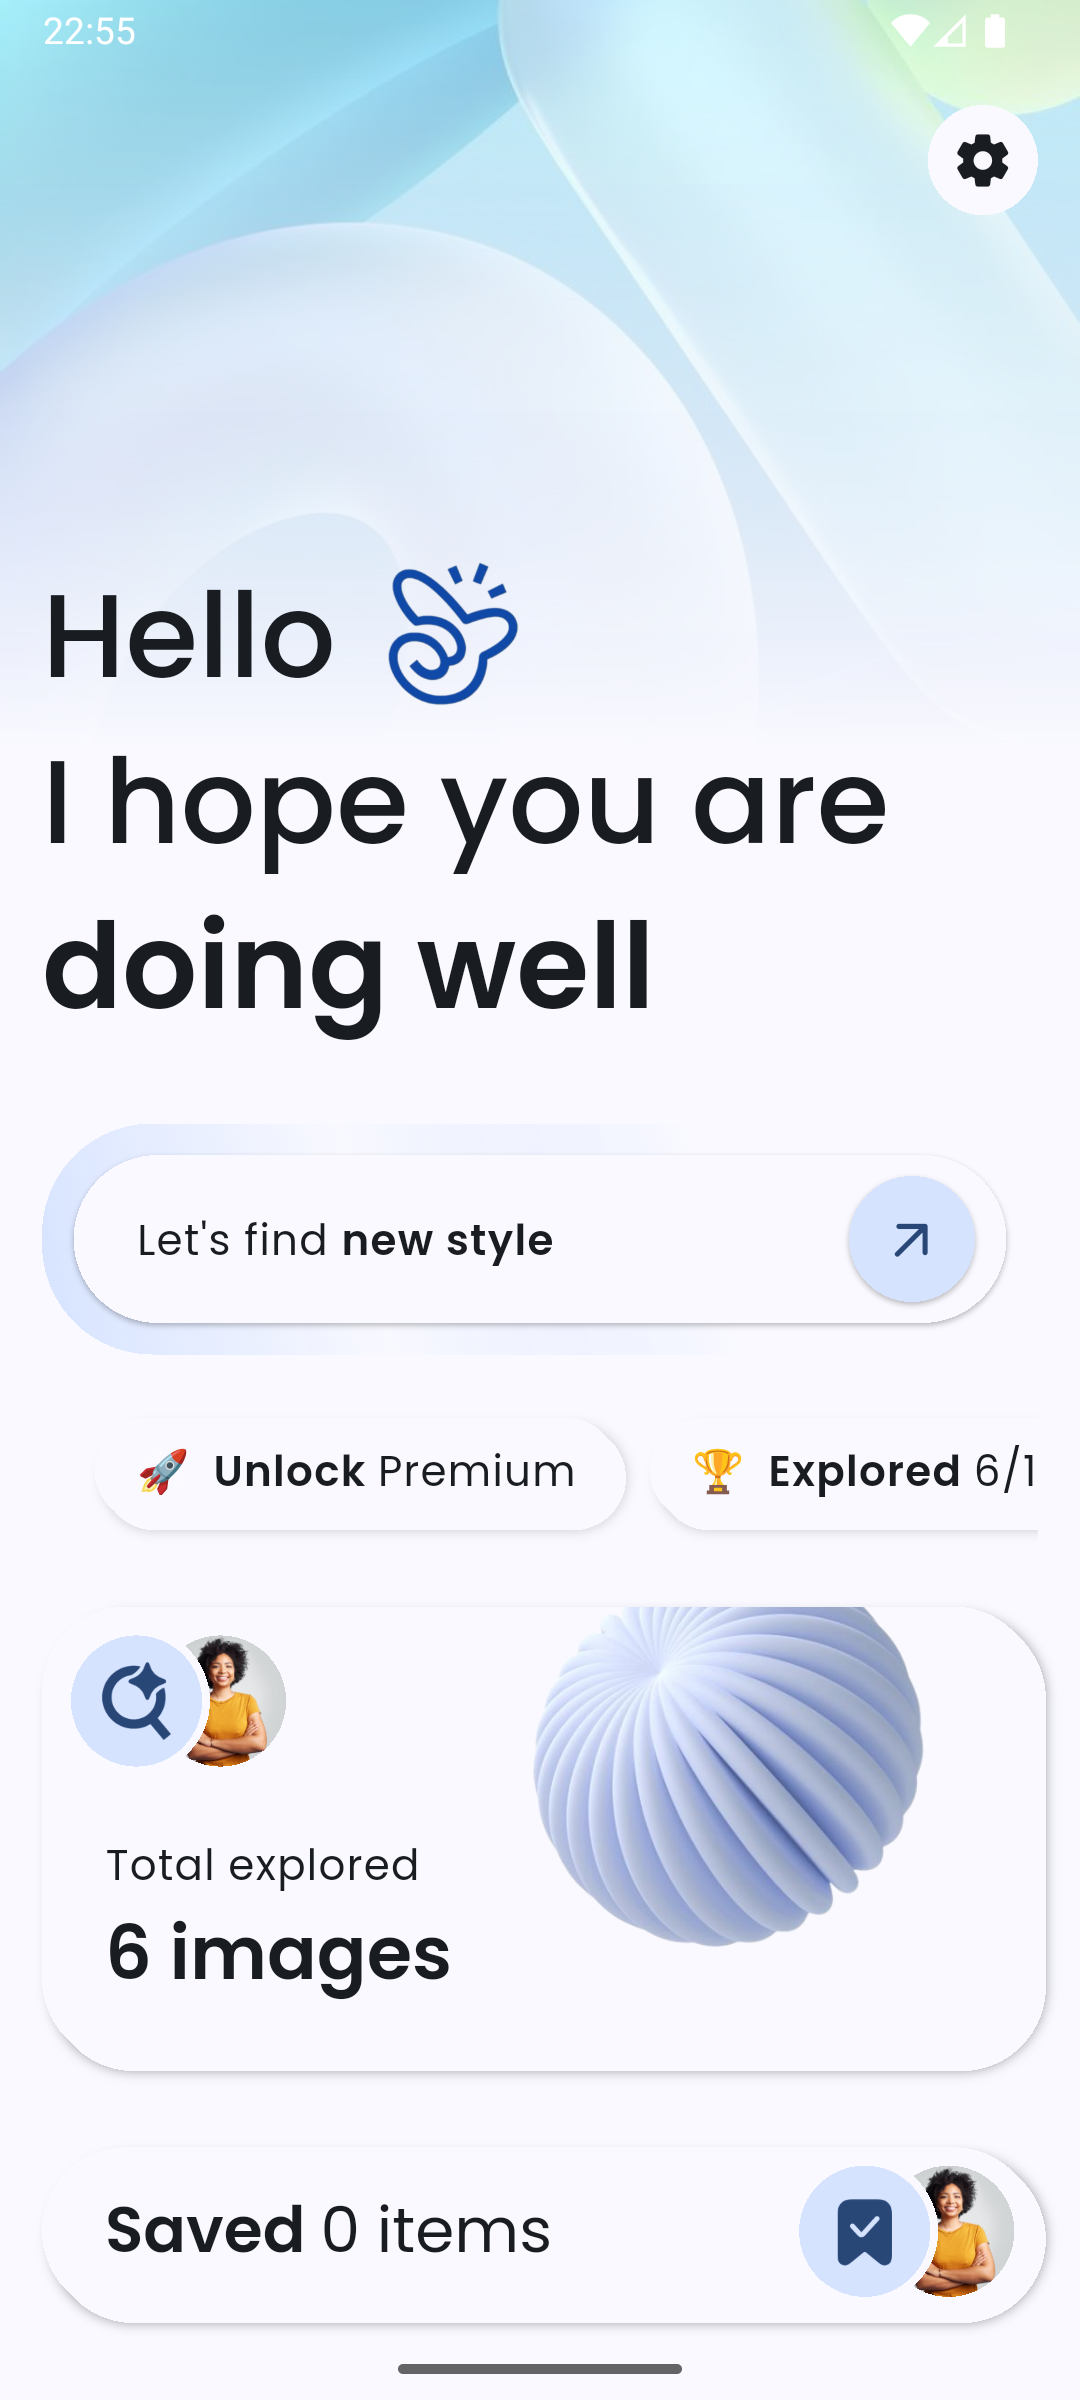 22:55
Hello
I hope you are
doing well
Let's find new style
🚀 Unlock Premium
🏆 Explored 6/1
Total explored
6 images
Saved 0 items